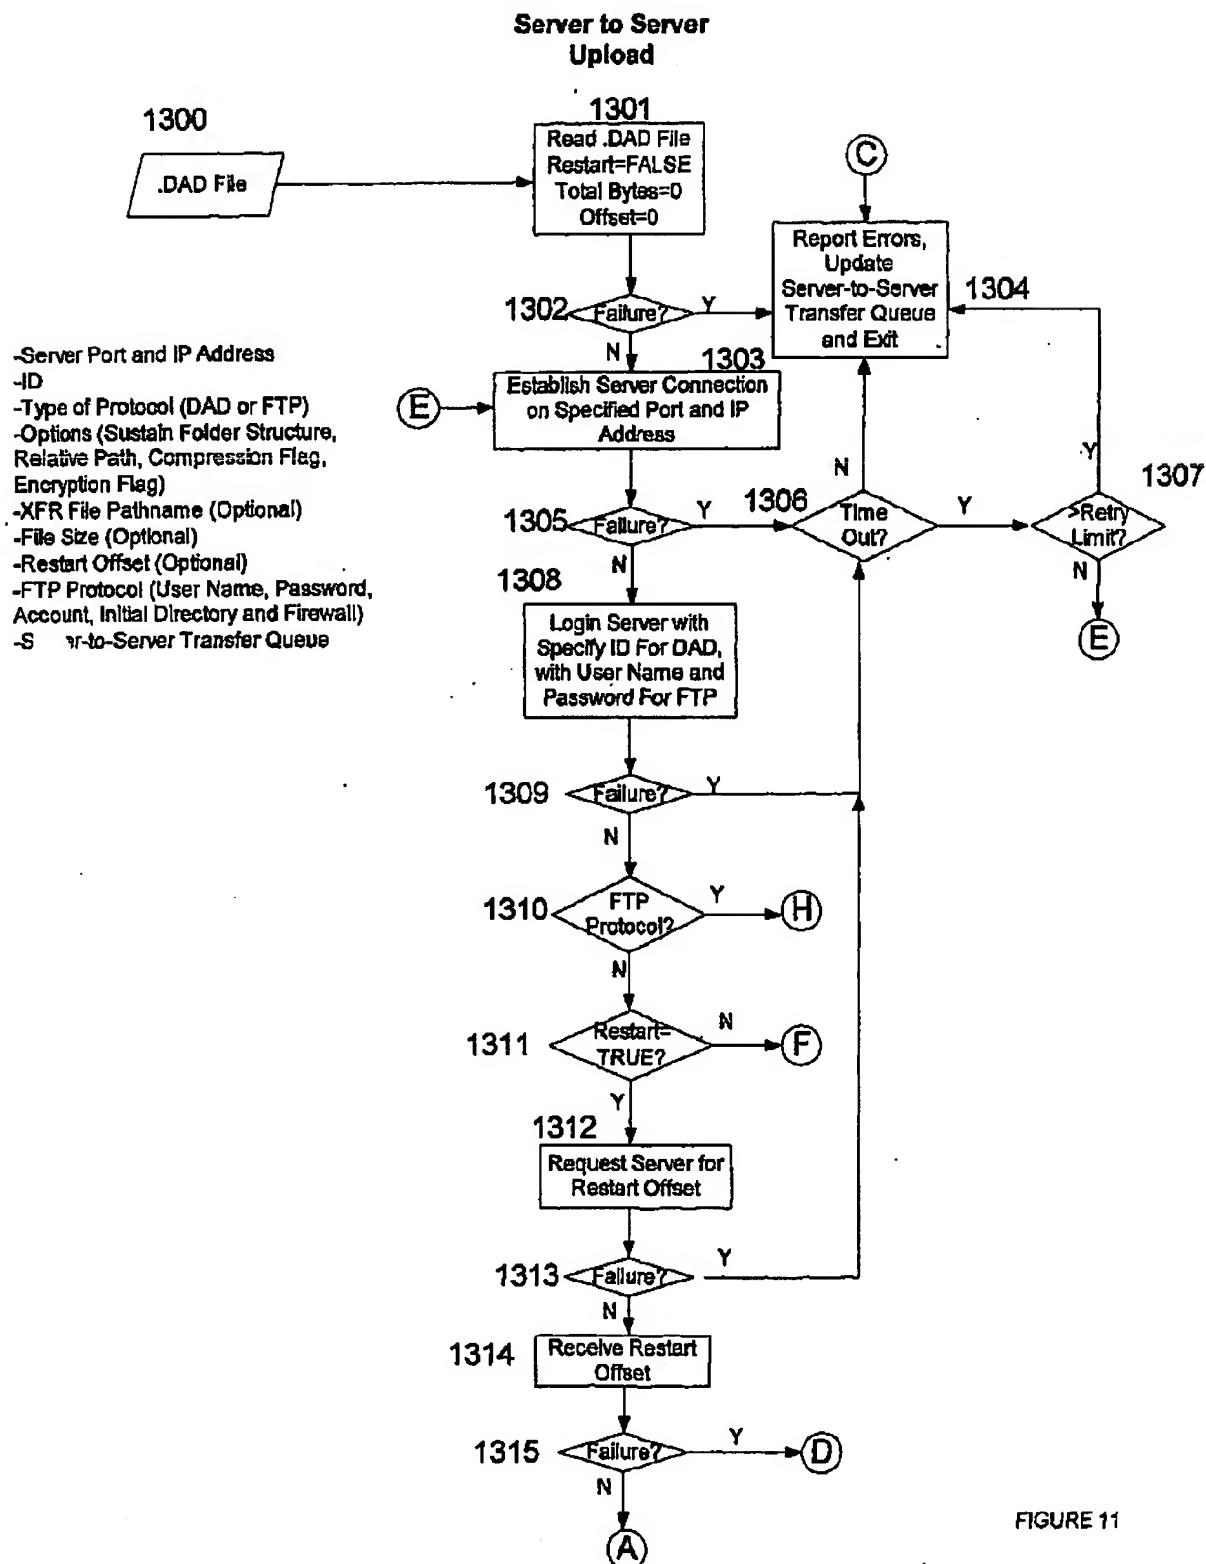 Server to Server
Upload
1300
.DAD File
1301
Read .DAD File
Restart=FALSE
Total Bytes=0
Offset=0
C
Report Errors,
Update
Server-to-Server
Transfer Queue
and Exit
1304
1302
Failure?
Y
N
1303
-Server Port and IP Address
-ID
-Type of Protocol (DAD or FTP)
-Options (Sustain Folder Structure,
Relative Path, Compression Flag,
Encryption Flag)
-XFR File Pathname (Optional)
-File Size (Optional)
-Restart Offset (Optional)
-FTP Protocol (User Name, Password,
Account, Initial Directory and Firewall)
Transfer Queue
E
Establish Server Connection
on Specified Port and IP
Address
N
Y
1307
1305
Failure?
Y
1306
Time
Out?
Y
>Retry
Limit?
N
N
E
1308
Login Server with
Specify ID For DAD,
with User Name and
Password For FTP
1309
Failure?
Y
N
1310
FTP
Protocol?
Y
H
N
1311
Restart=
TRUE?
N
F
Y
1312
Request Server for
Restart Offset
1313
Failure?
Y
N
1314
Receive Restart
Offset
1315
Failure?
Y
D
N
A
FIGURE 11